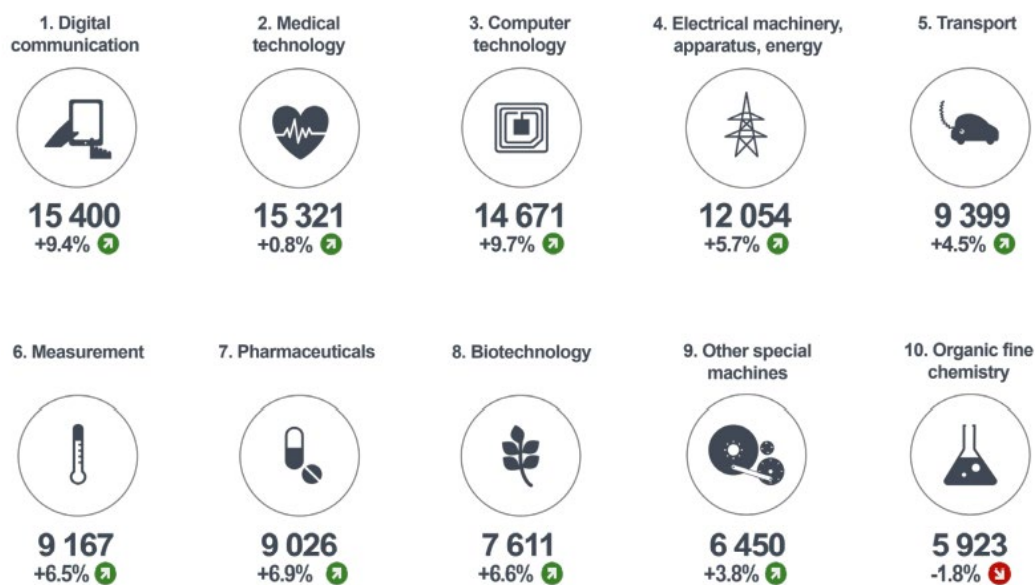 1. Digital
communication
2. Medical
technology
3. Computer
technology
4. Electrical machinery,
apparatus, energy
5. Transport
15 400
+9.4%
15 321
+0.8%
14 671
+9.7%
12 054
+5.7%
9 399
+4.5%
6. Measurement
7. Pharmaceuticals
8. Biotechnology
9. Other special
machines
10. Organic fine
chemistry
9 167
+6.5%
9 026
+6.9%
7 611
+6.6%
6 450
+3.8%
5 923
-1.8%